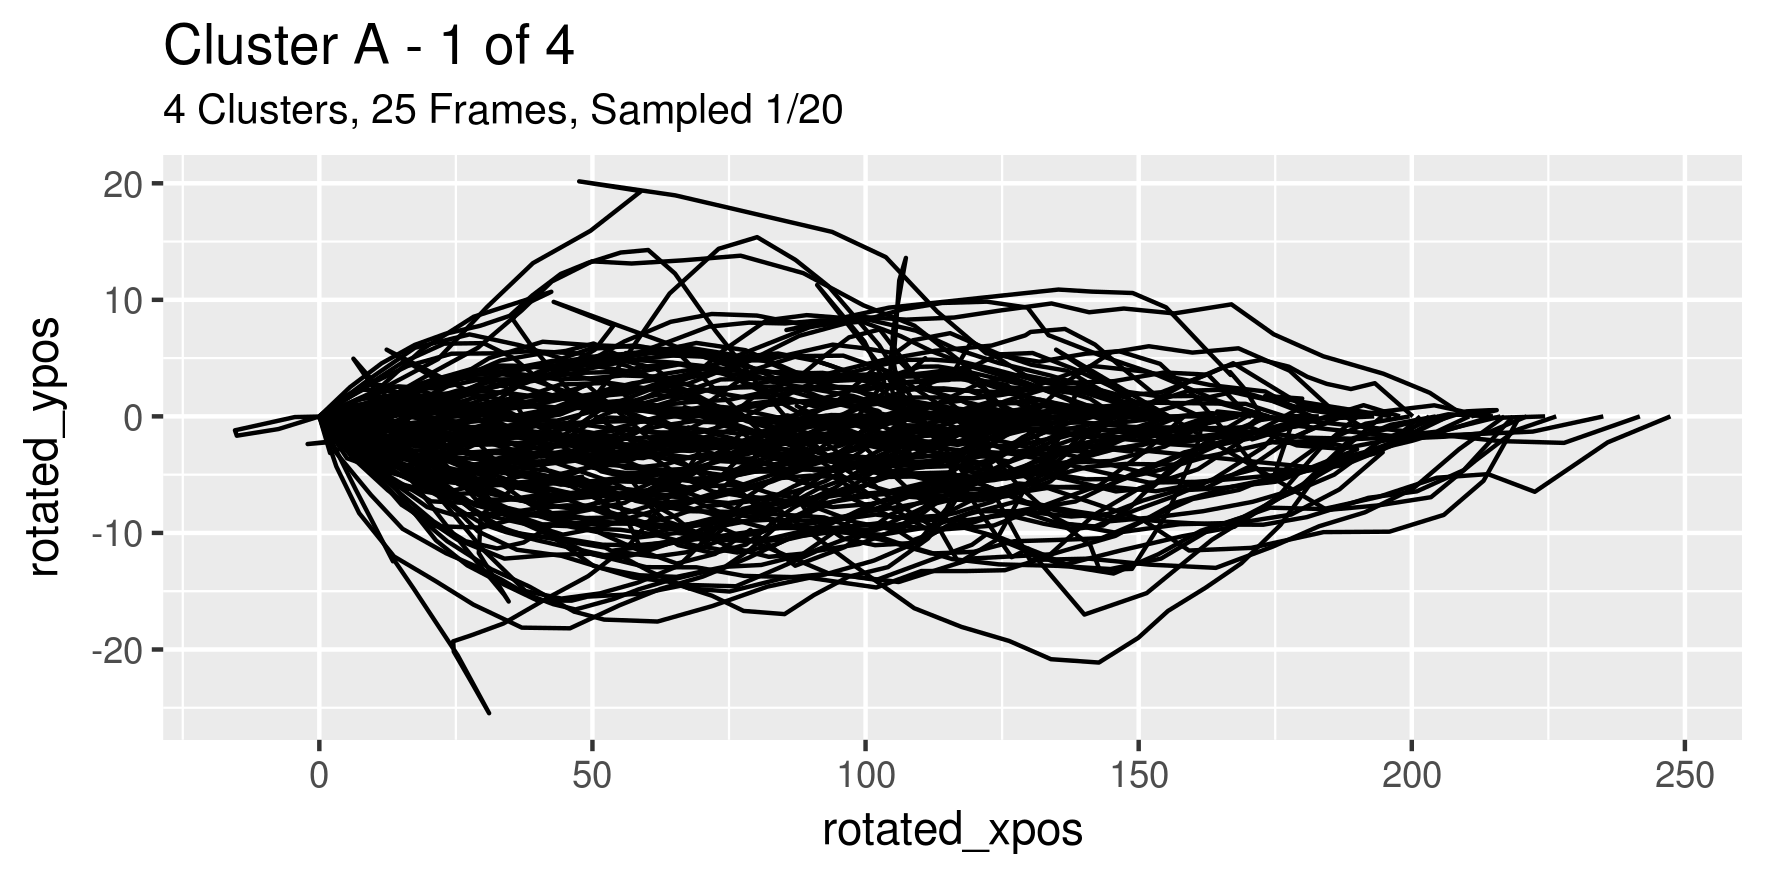 Cluster A - 1 of 4
4 Clusters, 25 Frames, Sampled 1/20
20
10
0
-10
-20
rotated_ypos
0 50 100 150 200 250
rotated_xpos